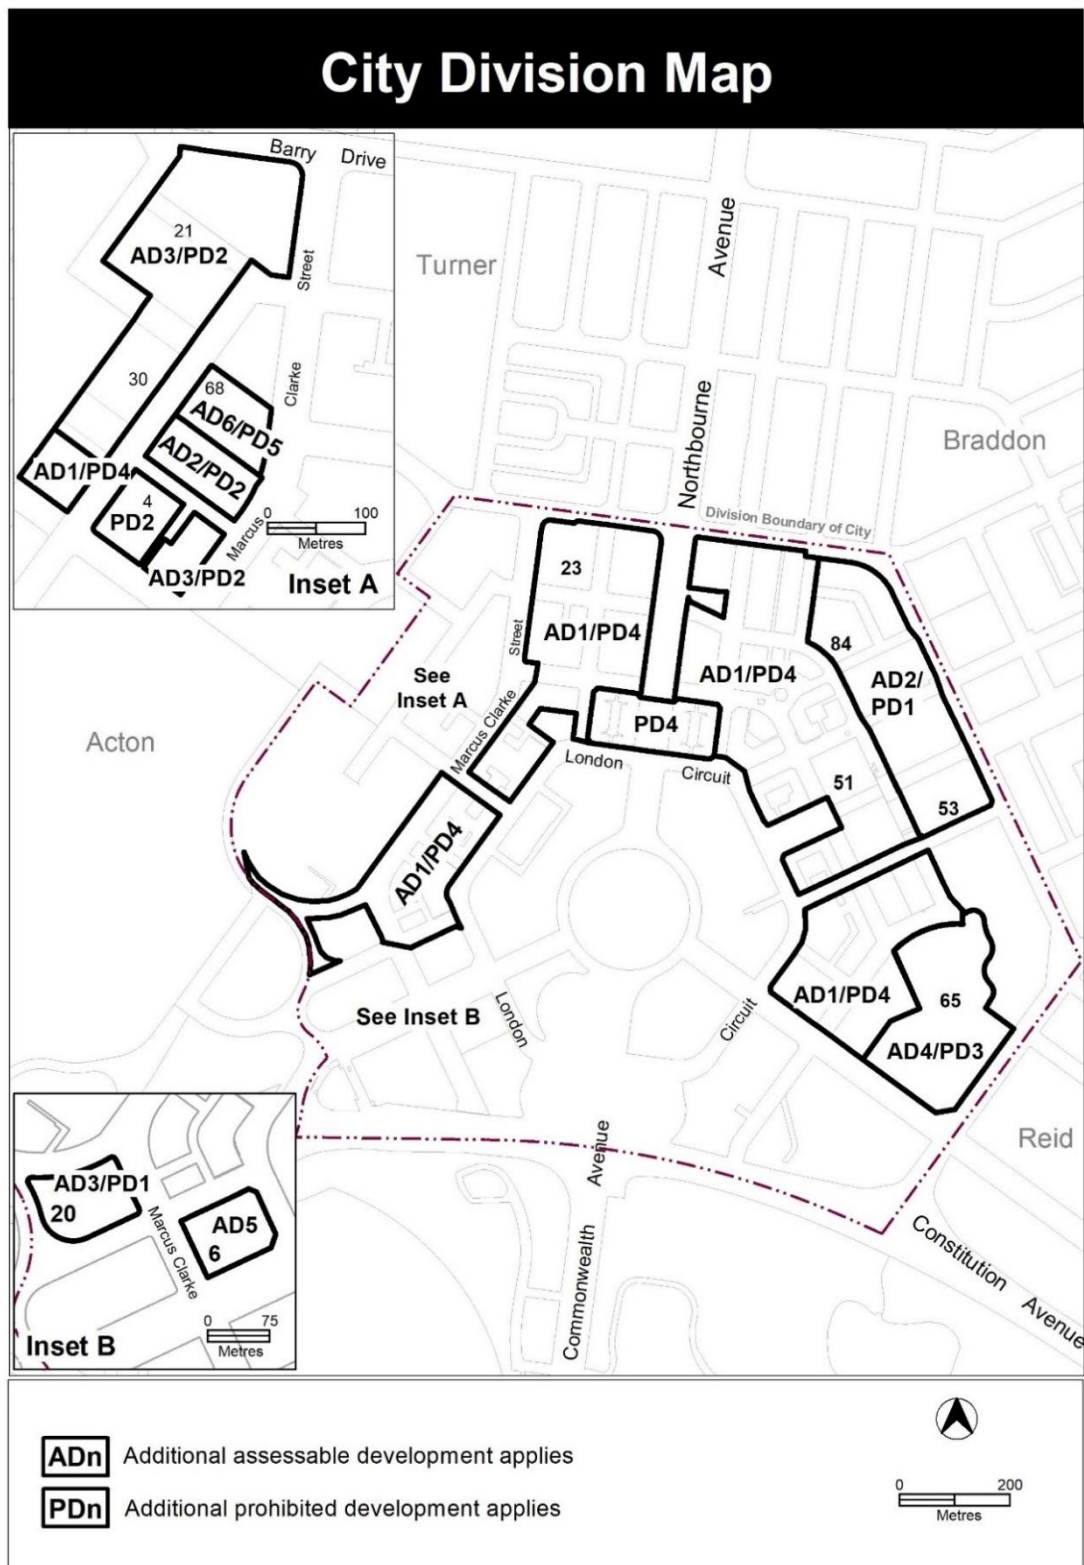 City Division Map
Barry Drive
21
AD3/PD2
Street
30
Clarke
68
AD6/PD5
AD2/PD2
AD1/PD4
4
PD2
AD3/PD2
Marcus
0 100
Metres
Inset A
Turner
Avenue
Northbourne
Braddon
Division Boundary of City
23
AD1/PD4
Street
See
Inset A
Marcus Clarke
AD1/PD4
84
AD2/
PD1
PD4
Acton
London Circuit
51
53
AD1/PD4
AD1/PD4
65
AD4/PD3
See Inset B
London
Circuit
Reid
Avenue
Commonwealth
Constitution Avenue
AD3/PD1
20
Marcus Clarke
AD5
6
0 75
Metres
Inset B
ADn Additional assessable development applies
PDn Additional prohibited development applies
0 200
Metres